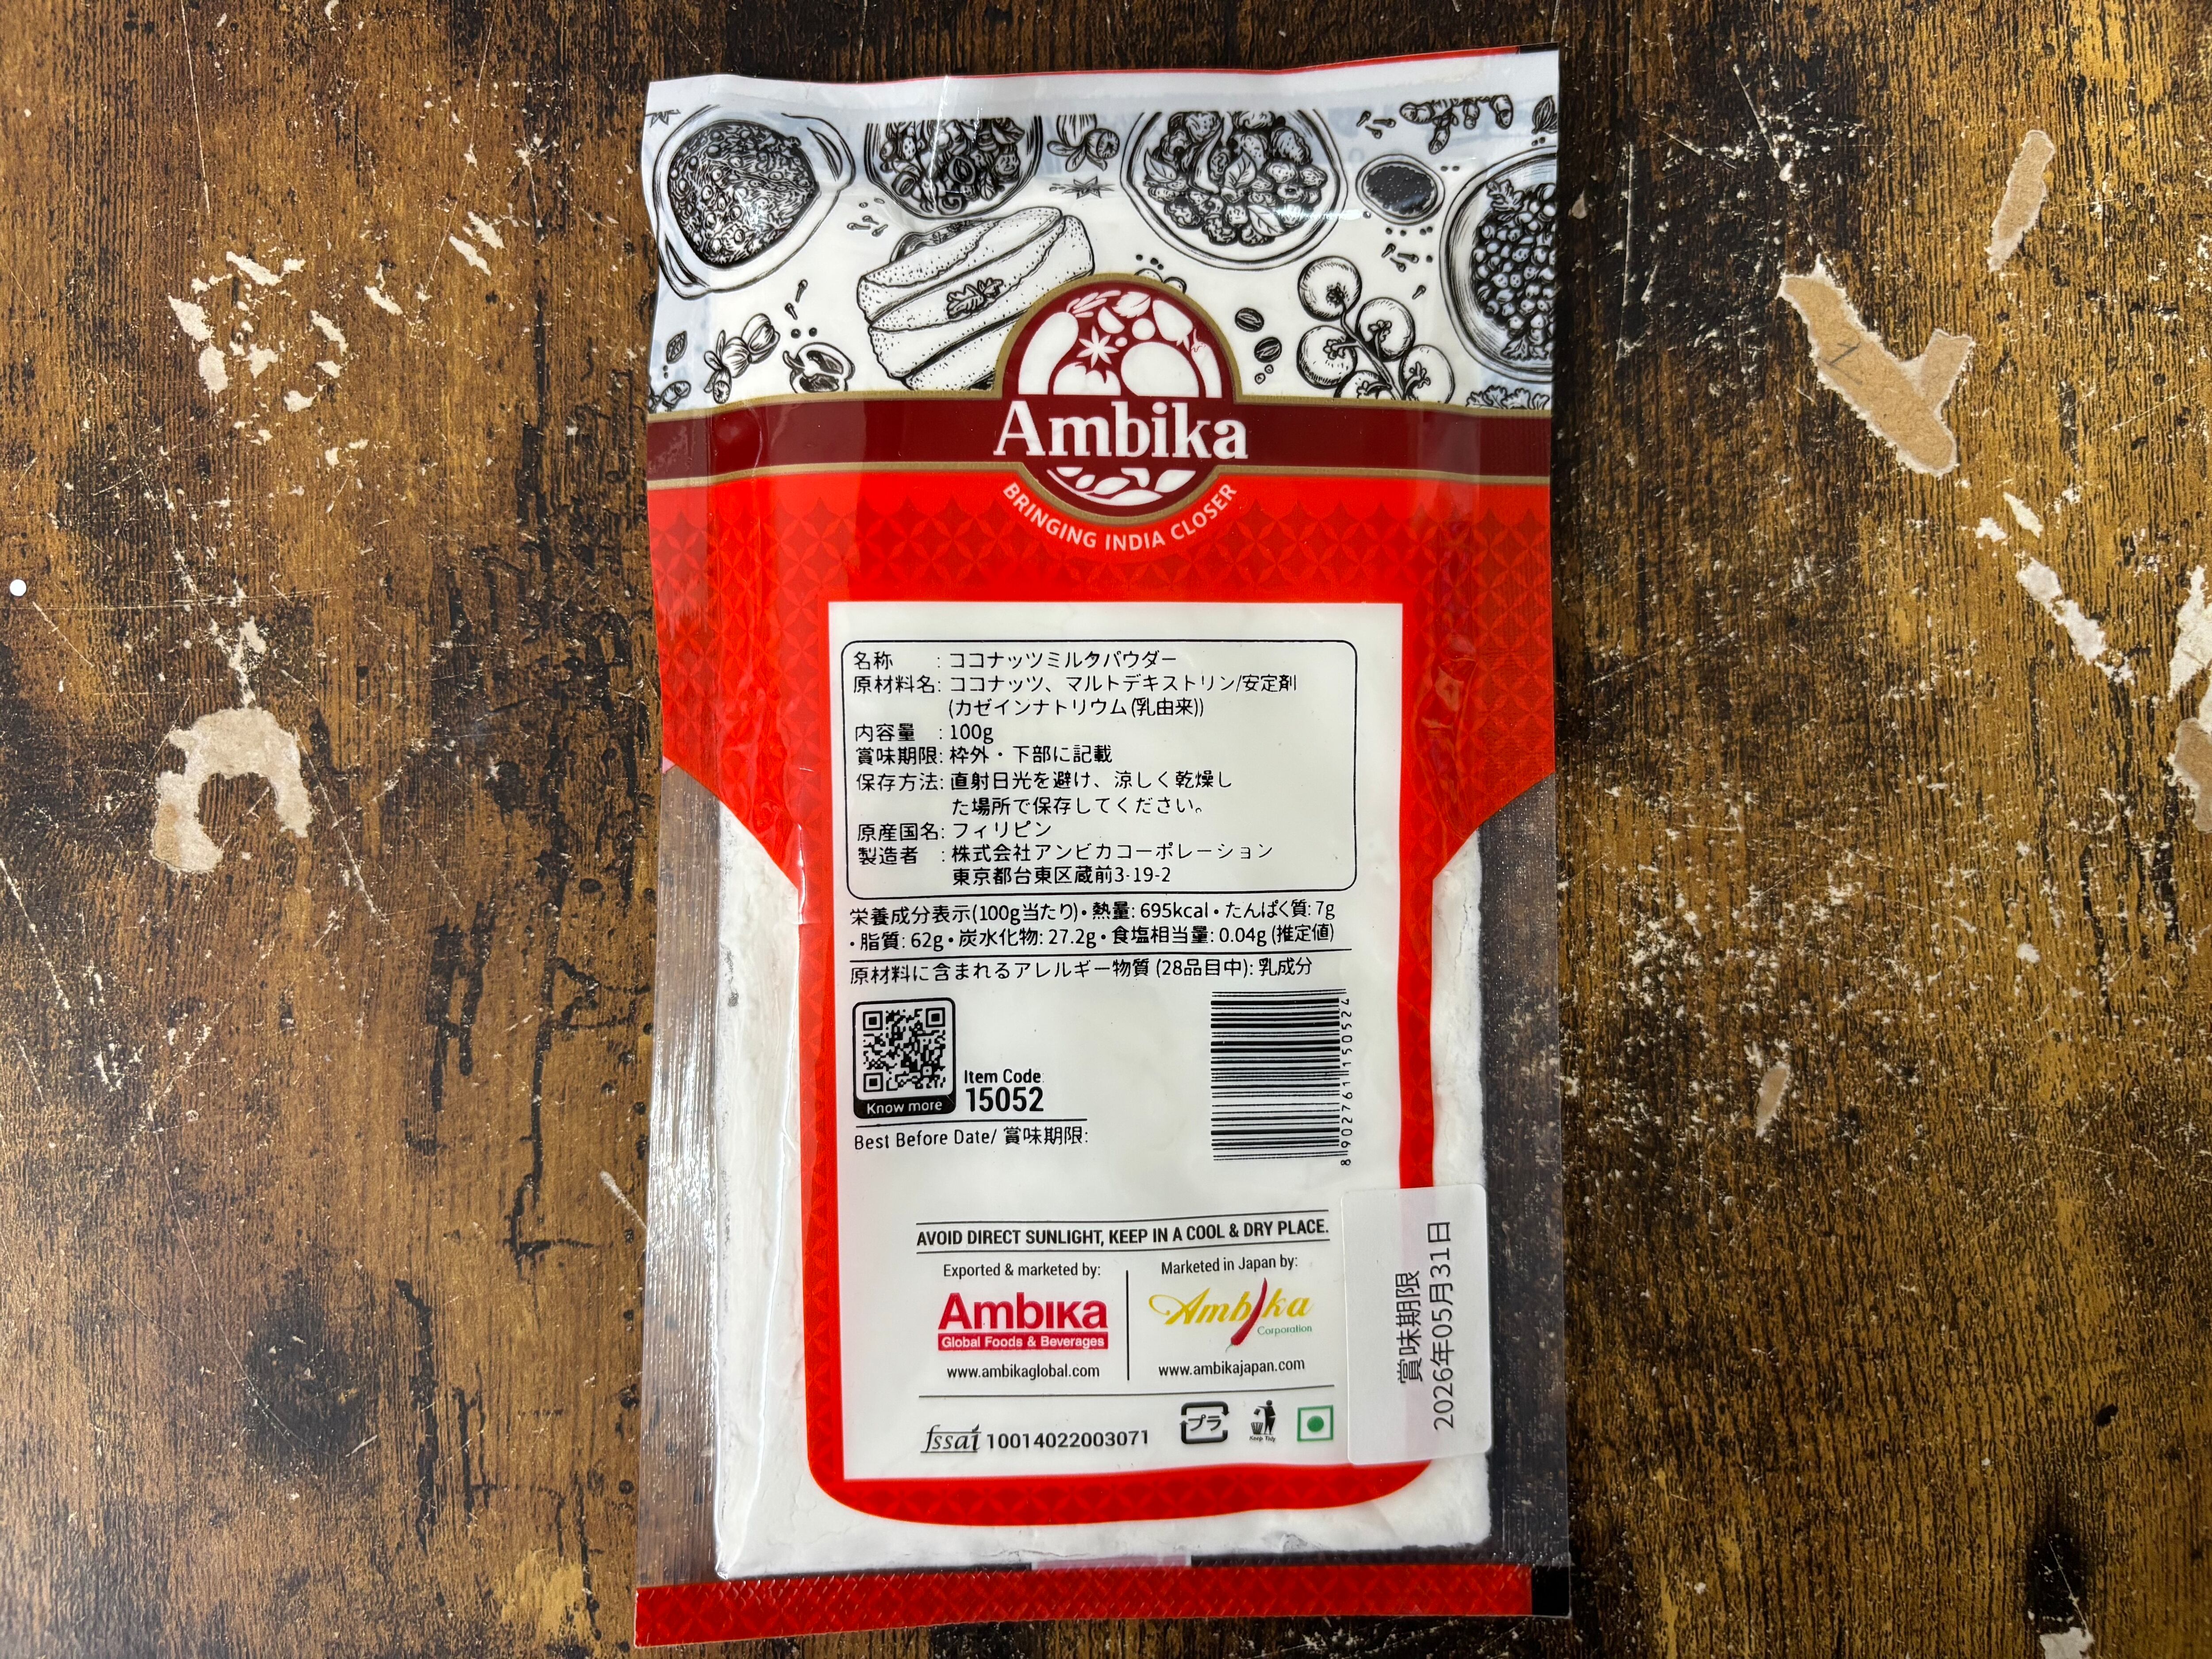 Ambika
BRINGING INDIA CLOSER
名称 : ココナッツミルクパウダー
原材料名: ココナッツ、マルトデキストリン/安定剤
(カゼインナトリウム(乳由来))
内容量 : 100g
賞味期限: 枠外・下部に記載
保存方法: 直射日光を避け、涼しく乾燥し
た場所で保存してください。
原産国名: フィリピン
製造者 : 株式会社アンビカコーポレーション
東京都台東区蔵前3-19-2
栄養成分表示(100g当たり)・熱量: 695kcal・たんぱく質: 7g
・脂質: 62g・炭水化物: 27.2g・食塩相当量: 0.04g (推定値)
原材料に含まれるアレルギー物質 (28品目中): 乳成分
Know more
Item Code
15052
8902761150524
Best Before Date/ 賞味期限:
AVOID DIRECT SUNLIGHT, KEEP IN A COOL & DRY PLACE.
Exported & marketed by:
Ambika
Global Foods & Beverages
www.ambikaglobal.com
Marketed in Japan by:
Ambika
Corporation
www.ambikajapan.com
fssai 10014022003071
プラ
Keep Tidy
賞味期限
2026年05月31日